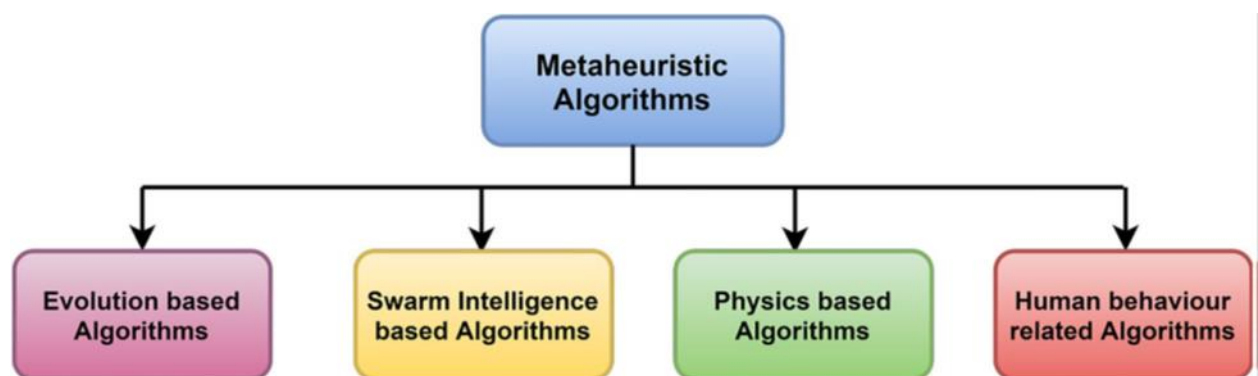 Metaheuristic
Algorithms
Evolution based
Algorithms
Swarm Intelligence
based Algorithms
Physics based
Algorithms
Human behaviour
related Algorithms